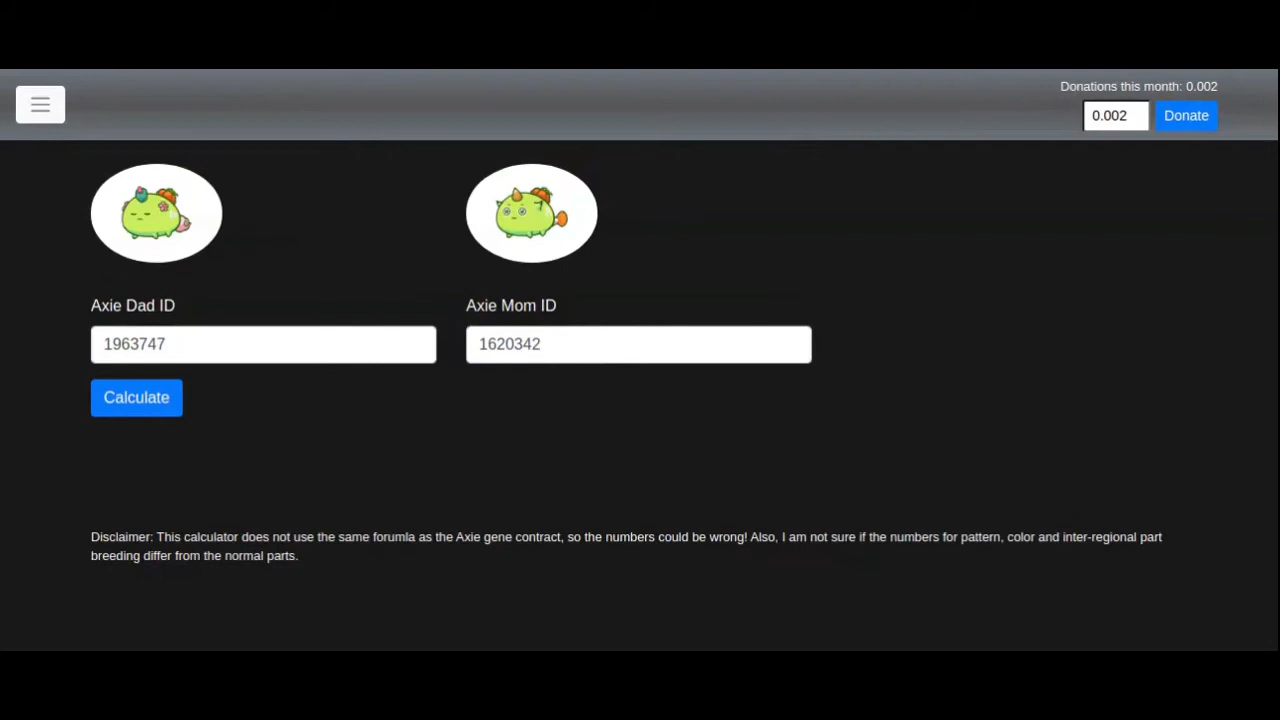 Donations this month: 0.002
0.002
Donate
Axie Dad ID
Axie Mom ID
1963747
1620342
Calculate
Disclaimer: This calculator does not use the same forumla as the Axie gene contract, so the numbers could be wrong! Also, I am not sure if the numbers for pattern, color and inter-regional part
breeding differ from the normal parts.